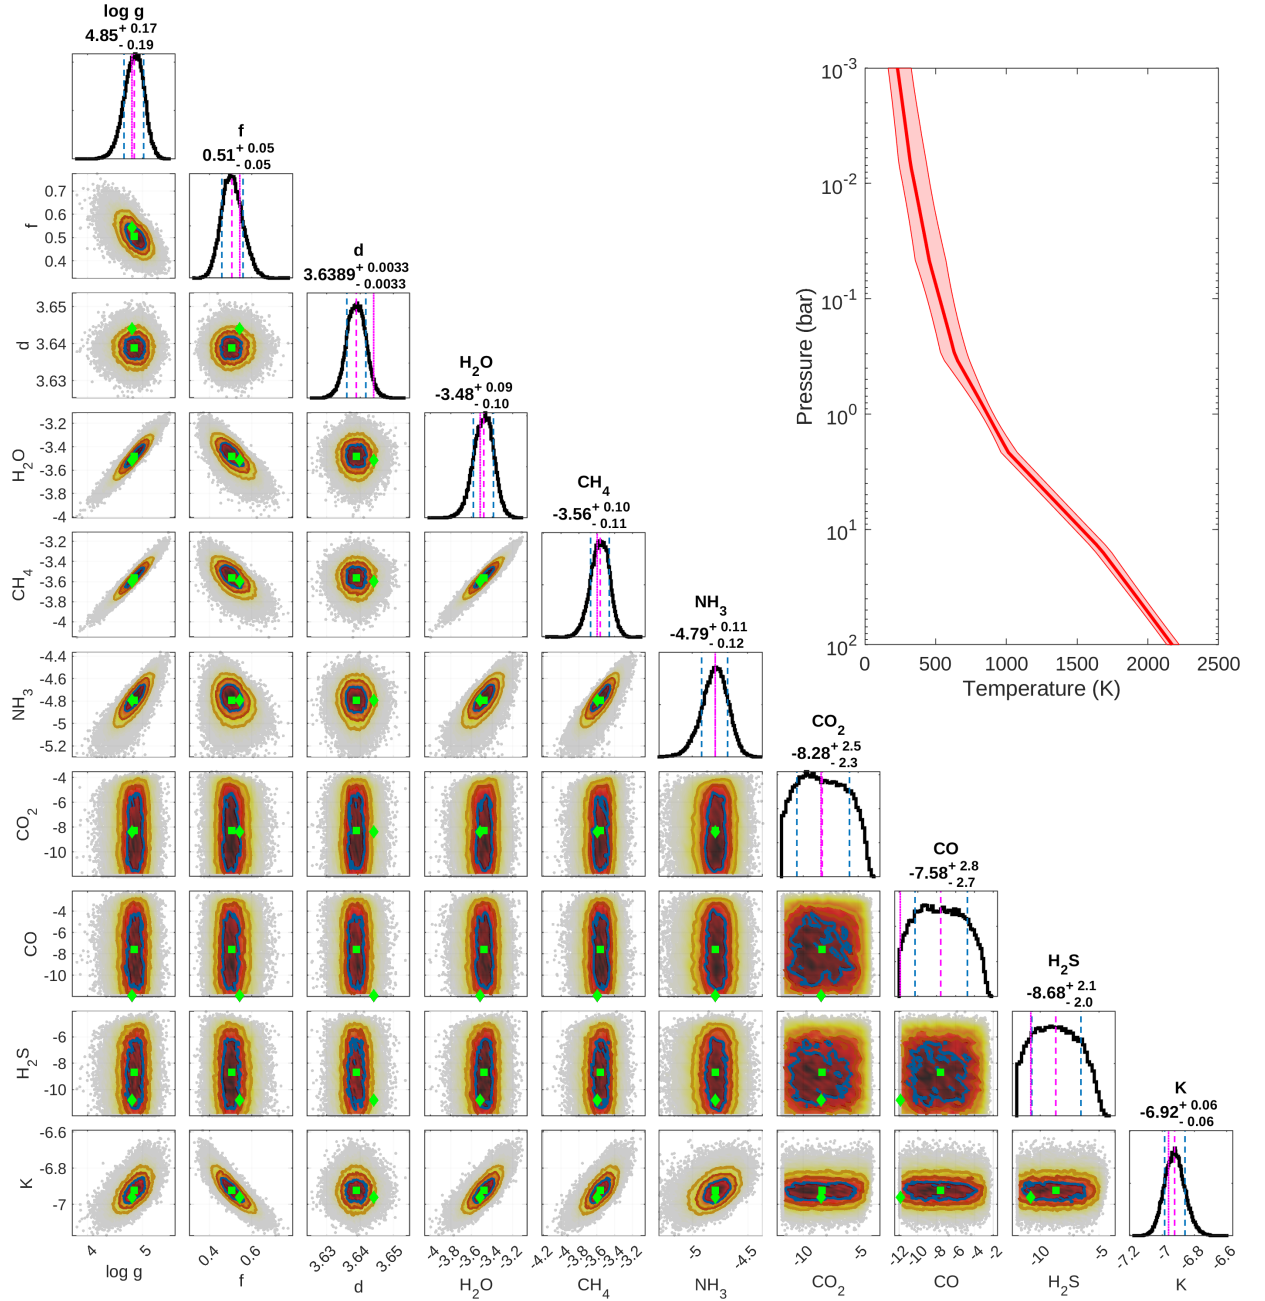 log g
4.85 + 0.17 - 0.19
f
0.51 + 0.05 - 0.05
d
3.6389 + 0.0033 - 0.0033
H2O
-3.48 + 0.09 - 0.10
CH4
-3.56 + 0.10 - 0.11
NH3
-4.79 + 0.11 - 0.12
CO2
-8.28 + 2.5 - 2.3
CO
-7.58 + 2.8 - 2.7
H2S
-8.68 + 2.1 - 2.0
K
-6.92 + 0.06 - 0.06
10-3
10-2
10-1
100
101
102
Pressure (bar)
0 500 1000 1500 2000 2500
Temperature (K)
f
0.7
0.6
0.5
0.4
d
3.65
3.64
3.63
H2O
-3.2
-3.4
-3.6
-3.8
-4
CH4
-3.2
-3.4
-3.6
-3.8
-4
NH3
-4.4
-4.6
-4.8
-5
-5.2
CO2
-4
-6
-8
-10
CO
-4
-6
-8
-10
H2S
-6
-8
-10
K
-6.6
-6.8
-7
4 5
0.4 0.6
3.63 3.64 3.65
-4 -3.8 -3.6 -3.4 -3.2
-4.2 -4 -3.8 -3.6 -3.4 -3.2
-5 -4.5
-10 -5
-12 -10 -8 -6 -4 -2
-10 -5
-7.2 -7 -6.8 -6.6
log g f d H2O CH4 NH3 CO2 CO H2S K